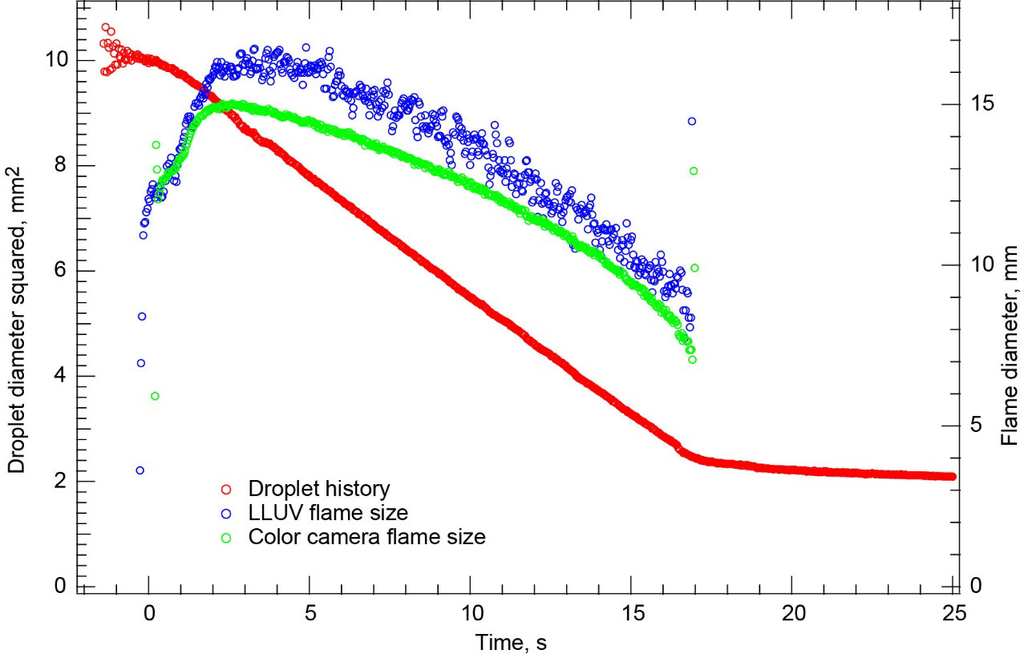 Droplet diameter squared, mm2
10
8
6
4
2
0
15
10
5
0
Flame diameter, mm
Droplet history
LLUV flame size
Color camera flame size
0 5 10 15 20 25
Time, s